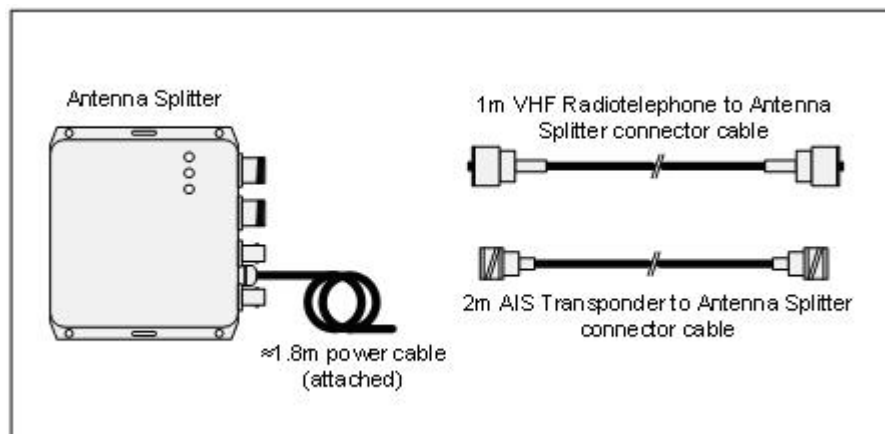 Antenna Splitter
1m VHF Radiotelephone to Antenna
Splitter connector cable
2m AIS Transponder to Antenna Splitter
connector cable
≈1.8m power cable
(attached)